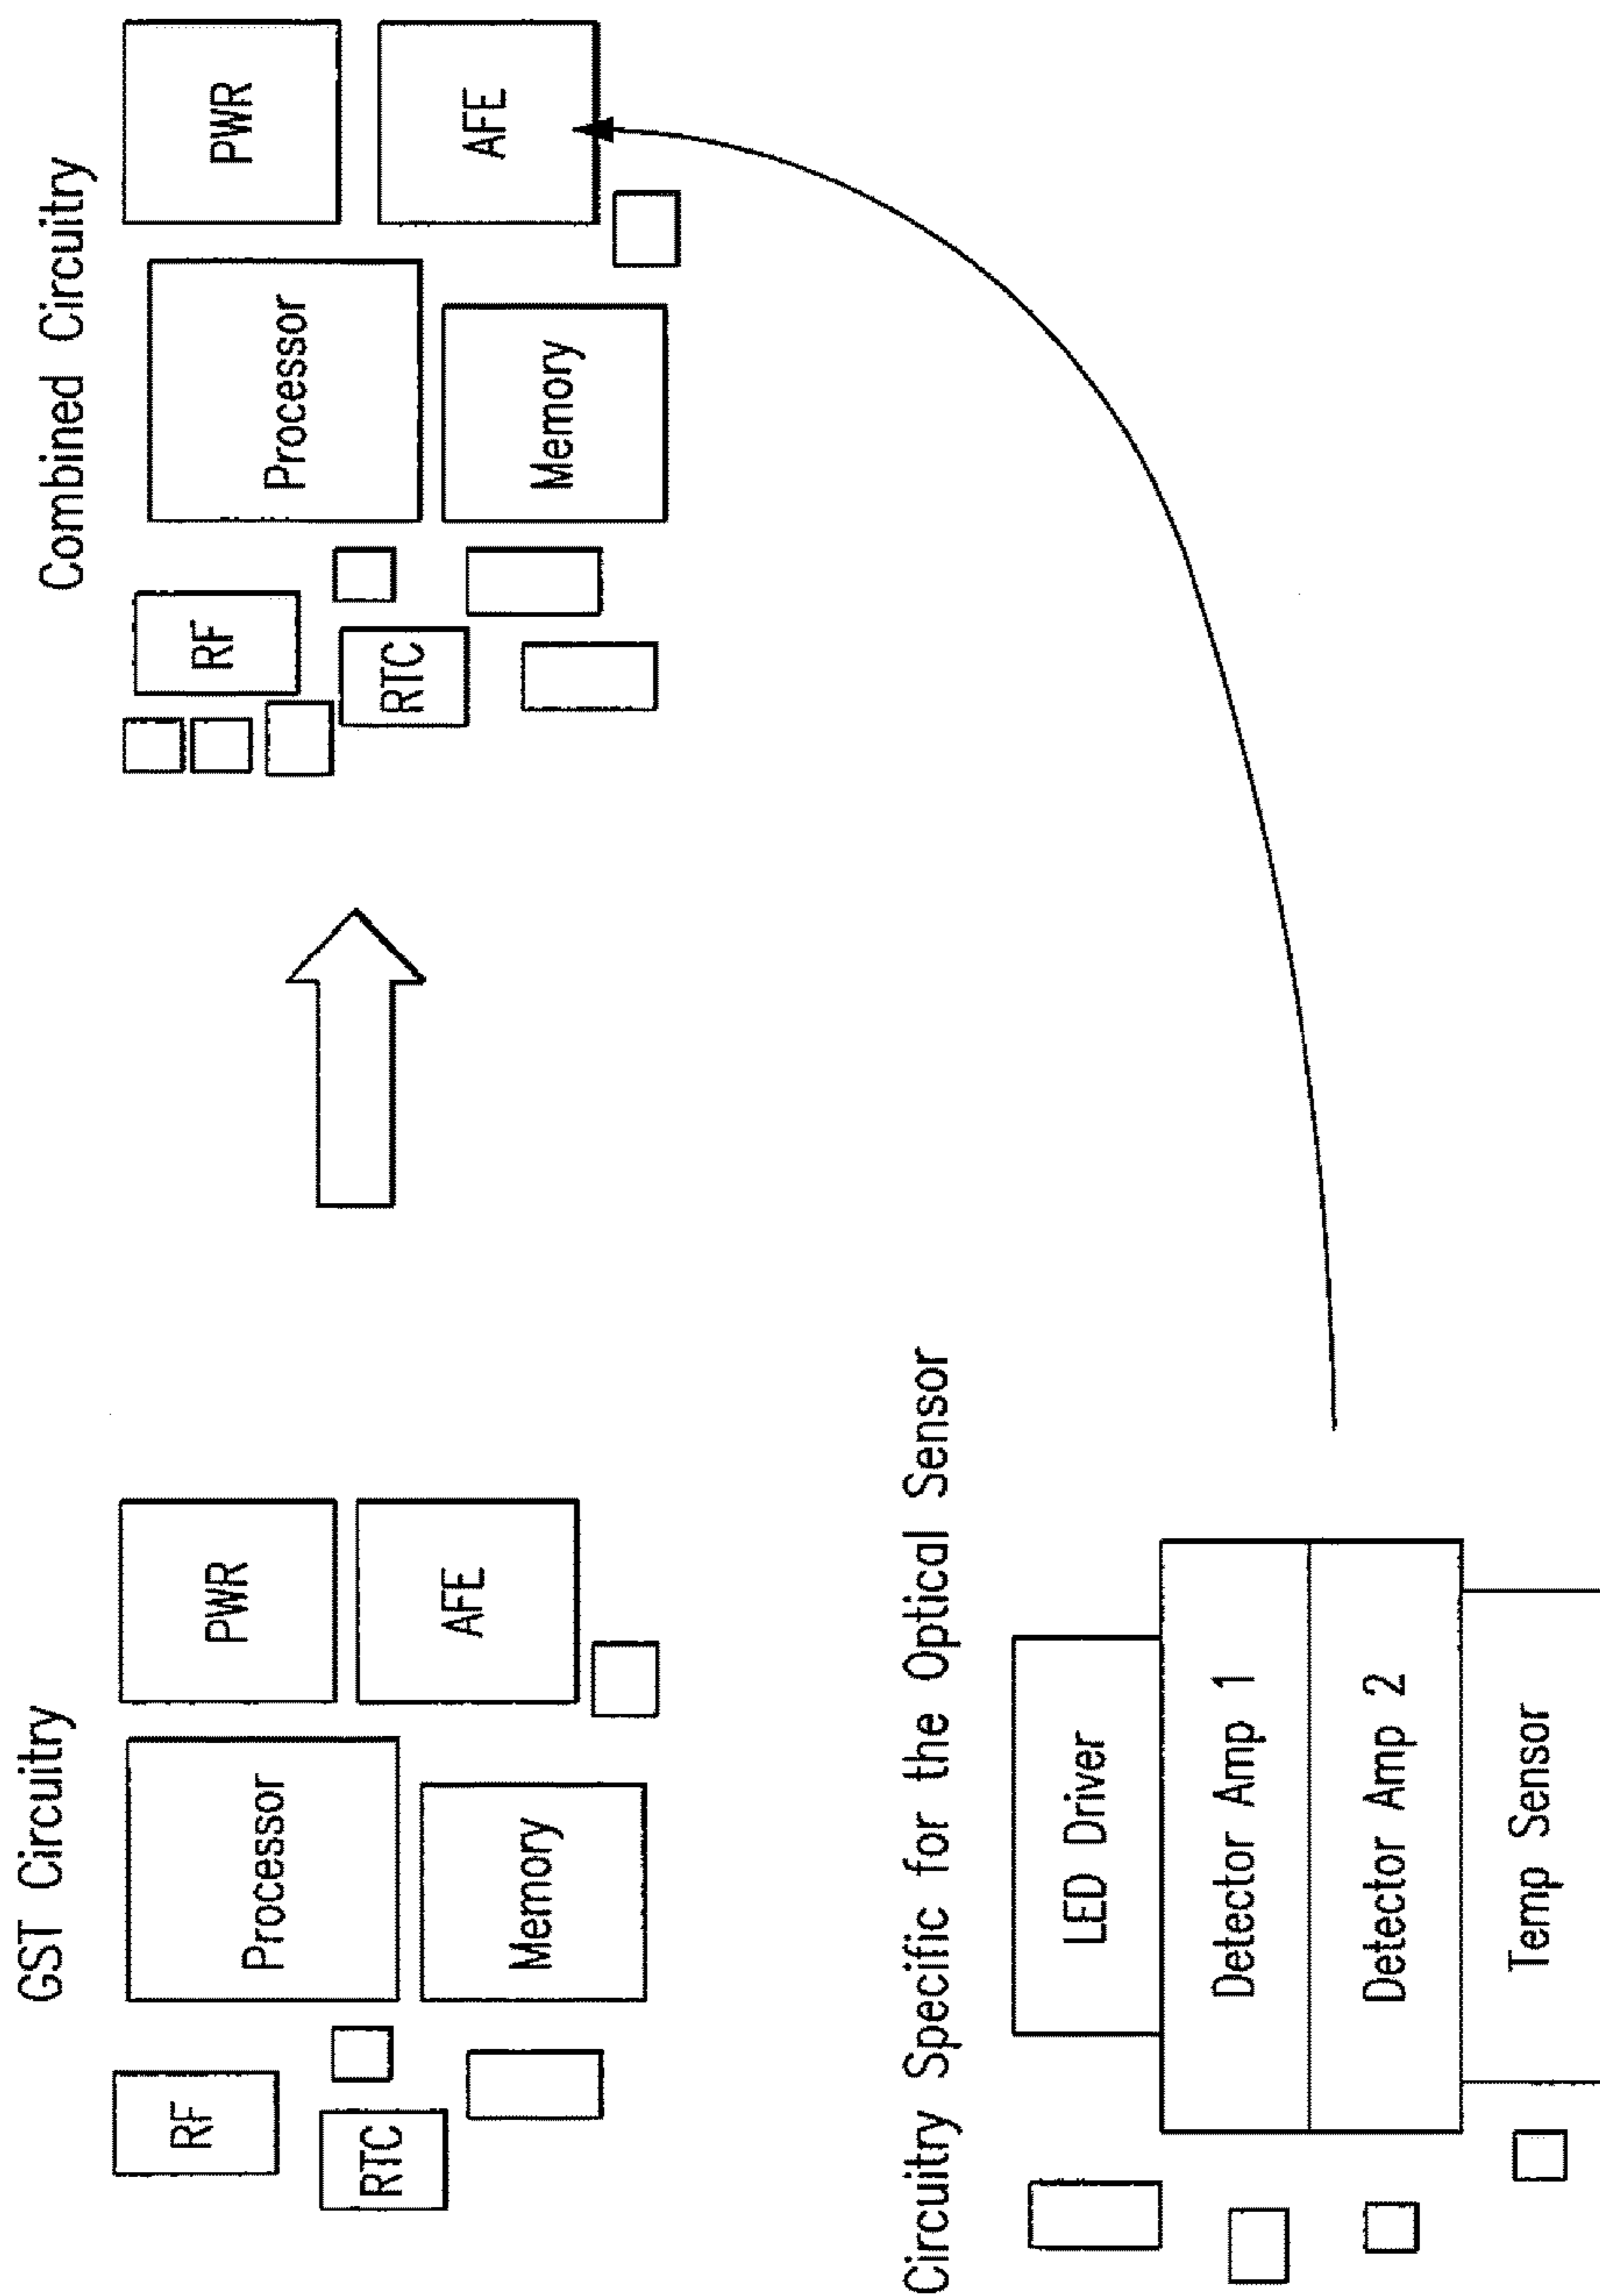 GST Circuitry
RF
RTC
Processor
Memory
PWR
AFE
Combined Circuitry
RF
RTC
Processor
Memory
PWR
AFE
Circuitry Specific for the Optical Sensor
LED Driver
Detector Amp 1
Detector Amp 2
Temp Sensor